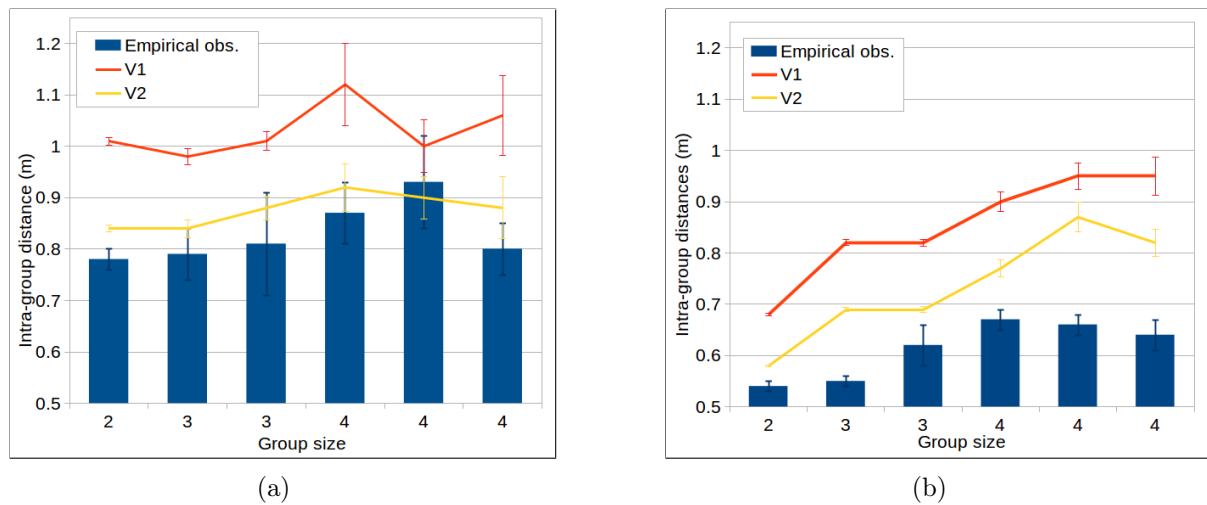 1.2
1.1
1
0.9
0.8
0.7
0.6
0.5
Intra-group distance (m)
Empirical obs.
V1
V2
2 3 3 4 4 4
Group size
(a)
1.2
1.1
1
0.9
0.8
0.7
0.6
0.5
Intra-group distances (m)
Empirical obs.
V1
V2
2 3 3 4 4 4
Group size
(b)